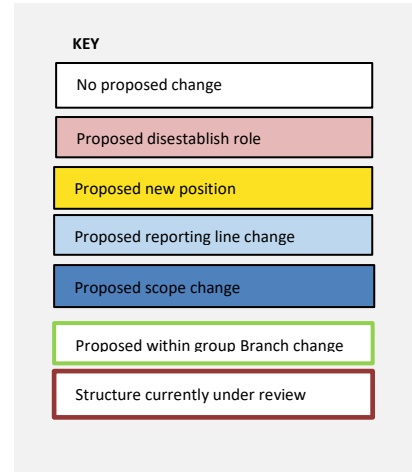 KEY
No proposed change
Proposed disestablish role
Proposed new position
Proposed reporting line change
Proposed scope change
Proposed within group Branch change
Structure currently under review